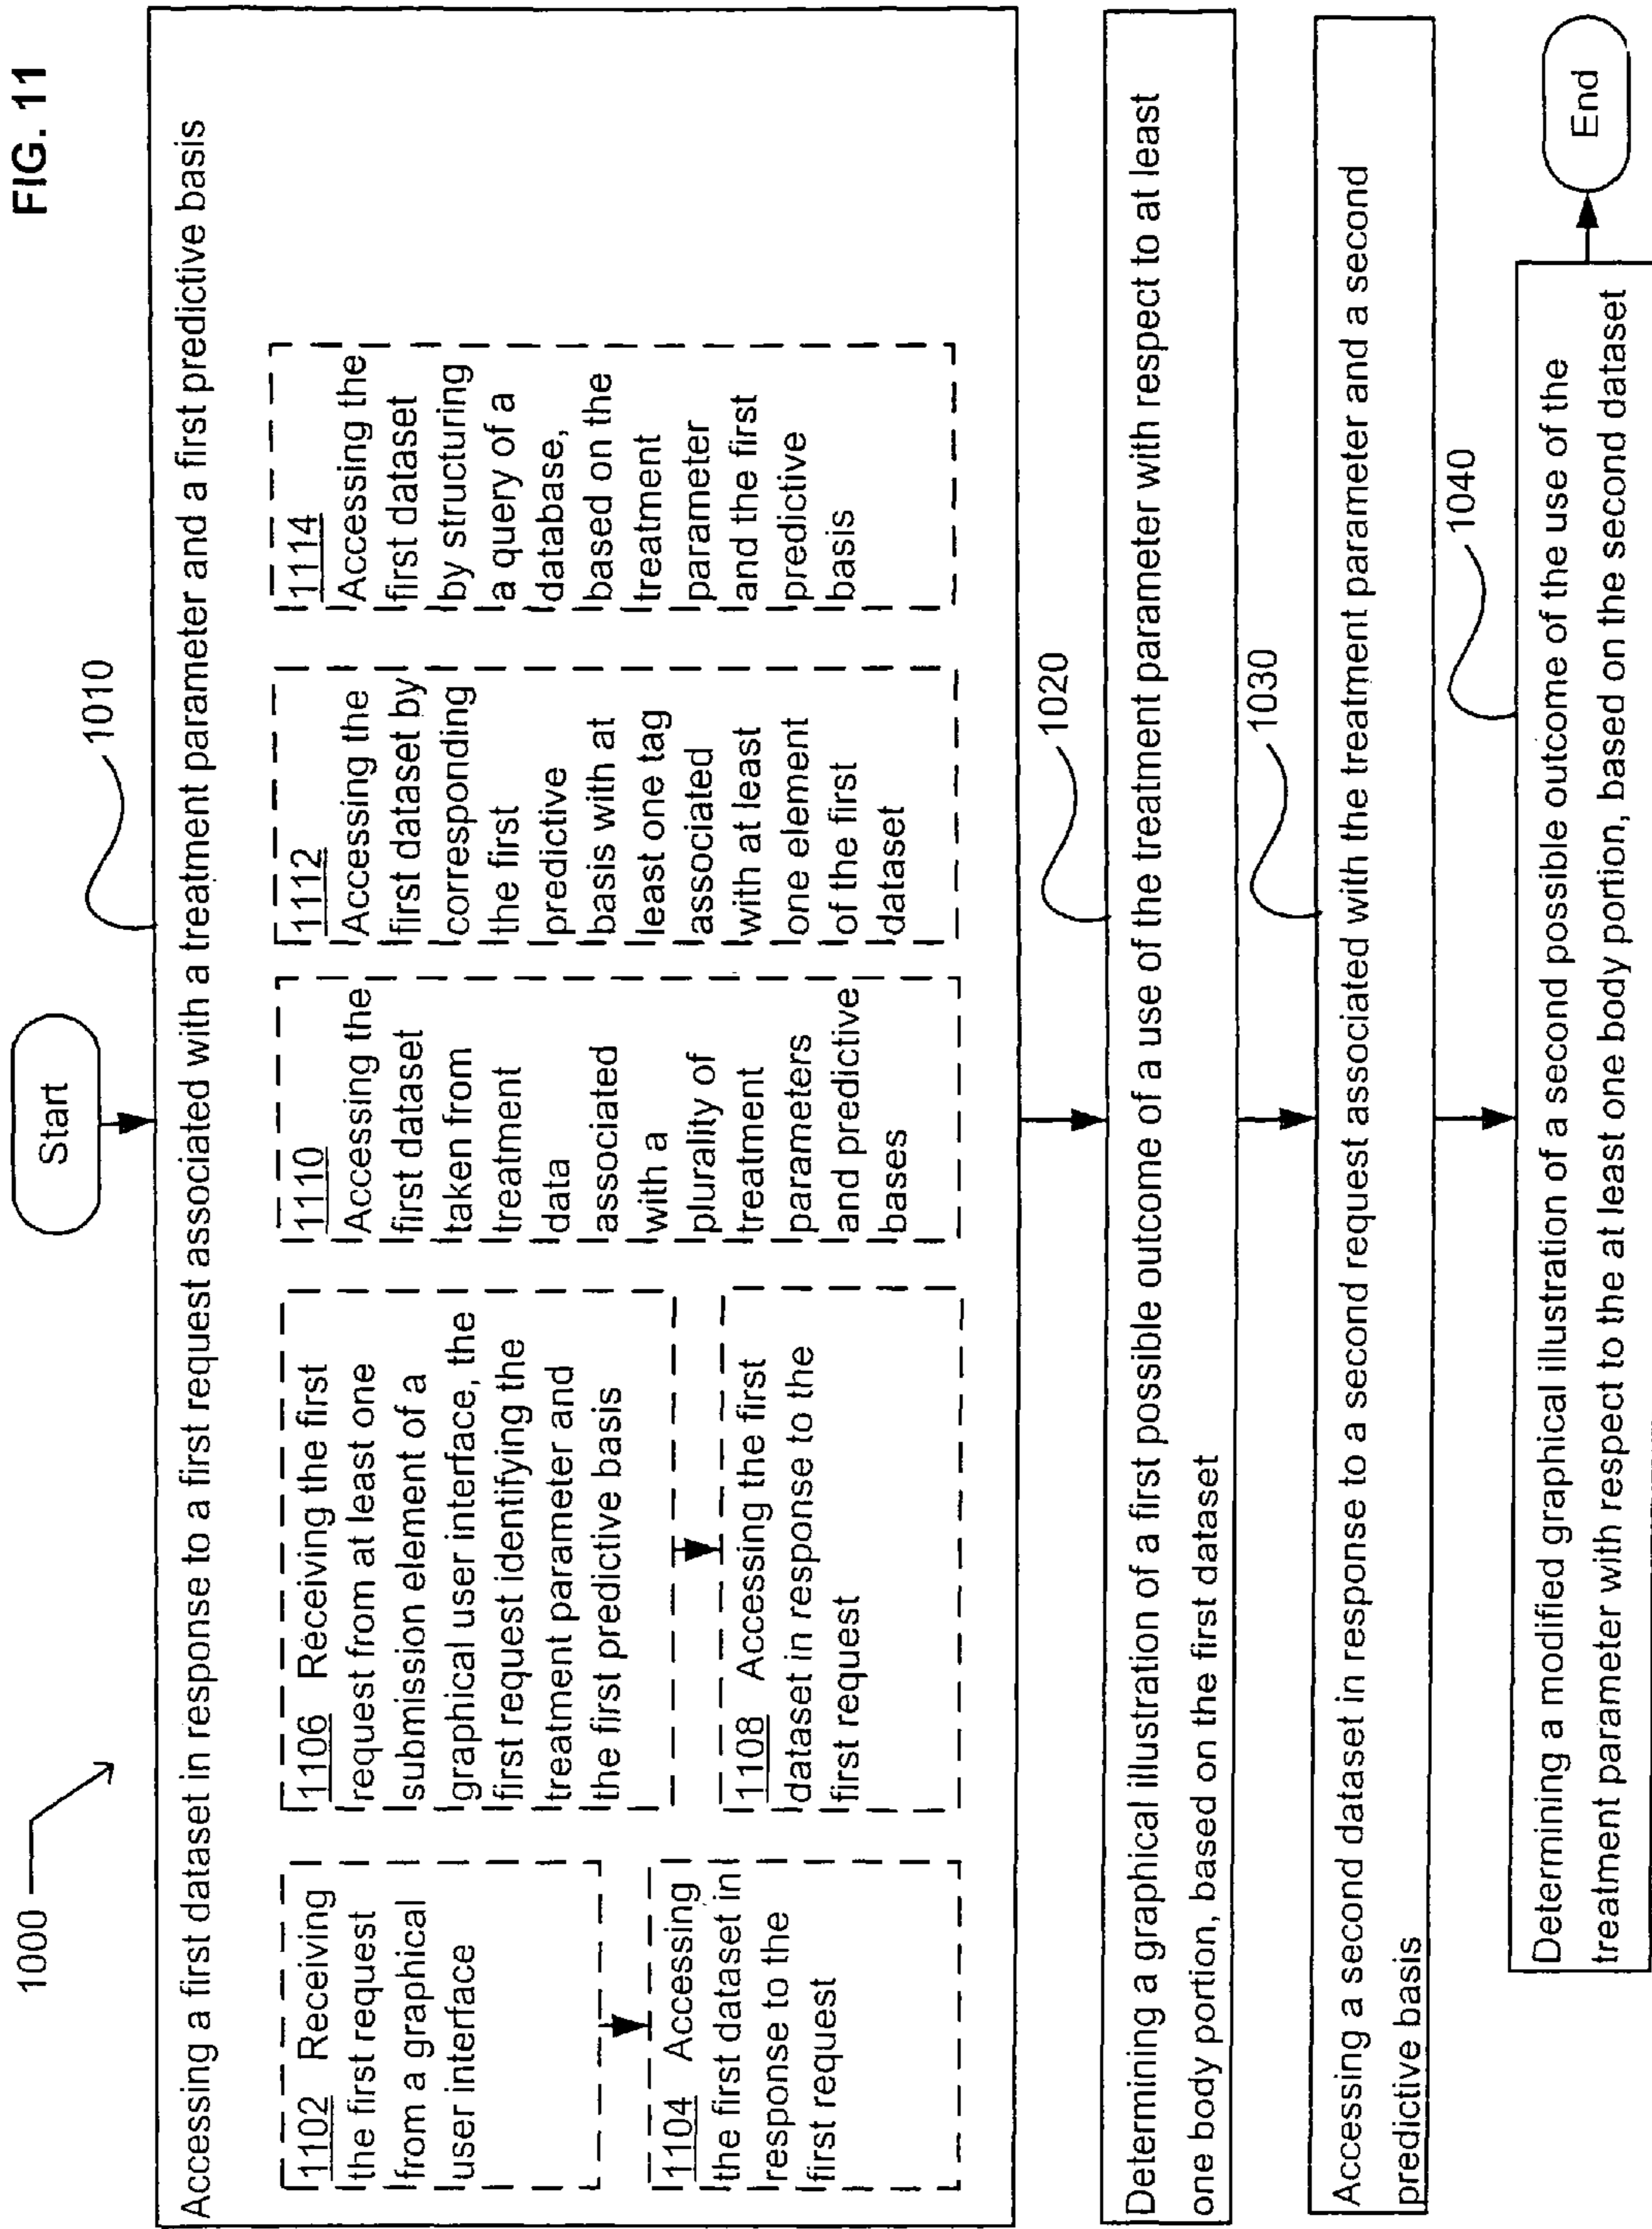 FIG. 11
1000
Start
1010
Accessing a first dataset in response to a first request associated with a treatment parameter and a first predictive basis
1102 Receiving
the first request
from a graphical
user interface
1104 Accessing
the first dataset in
response to the
first request
1106 Receiving the first
request from at least one
submission element of a
graphical user interface, the
first request identifying the
treatment parameter and
the first predictive basis
1108 Accessing the first
dataset in response to the
first request
1110
Accessing the
first dataset
taken from
treatment
data
associated
with a
plurality of
treatment
parameters
and predictive
bases
1112
Accessing the
first dataset by
corresponding
the first
predictive
basis with at
least one tag
associated
with at least
one element
of the first
dataset
1114
Accessing the
first dataset
by structuring
a query of a
database,
based on the
treatment
parameter
and the first
predictive
basis
1020
Determining a graphical illustration of a first possible outcome of a use of the treatment parameter with respect to at least
one body portion, based on the first dataset
1030
Accessing a second dataset in response to a second request associated with the treatment parameter and a second
predictive basis
1040
Determining a modified graphical illustration of a second possible outcome of the use of the
treatment parameter with respect to the at least one body portion, based on the second dataset
End